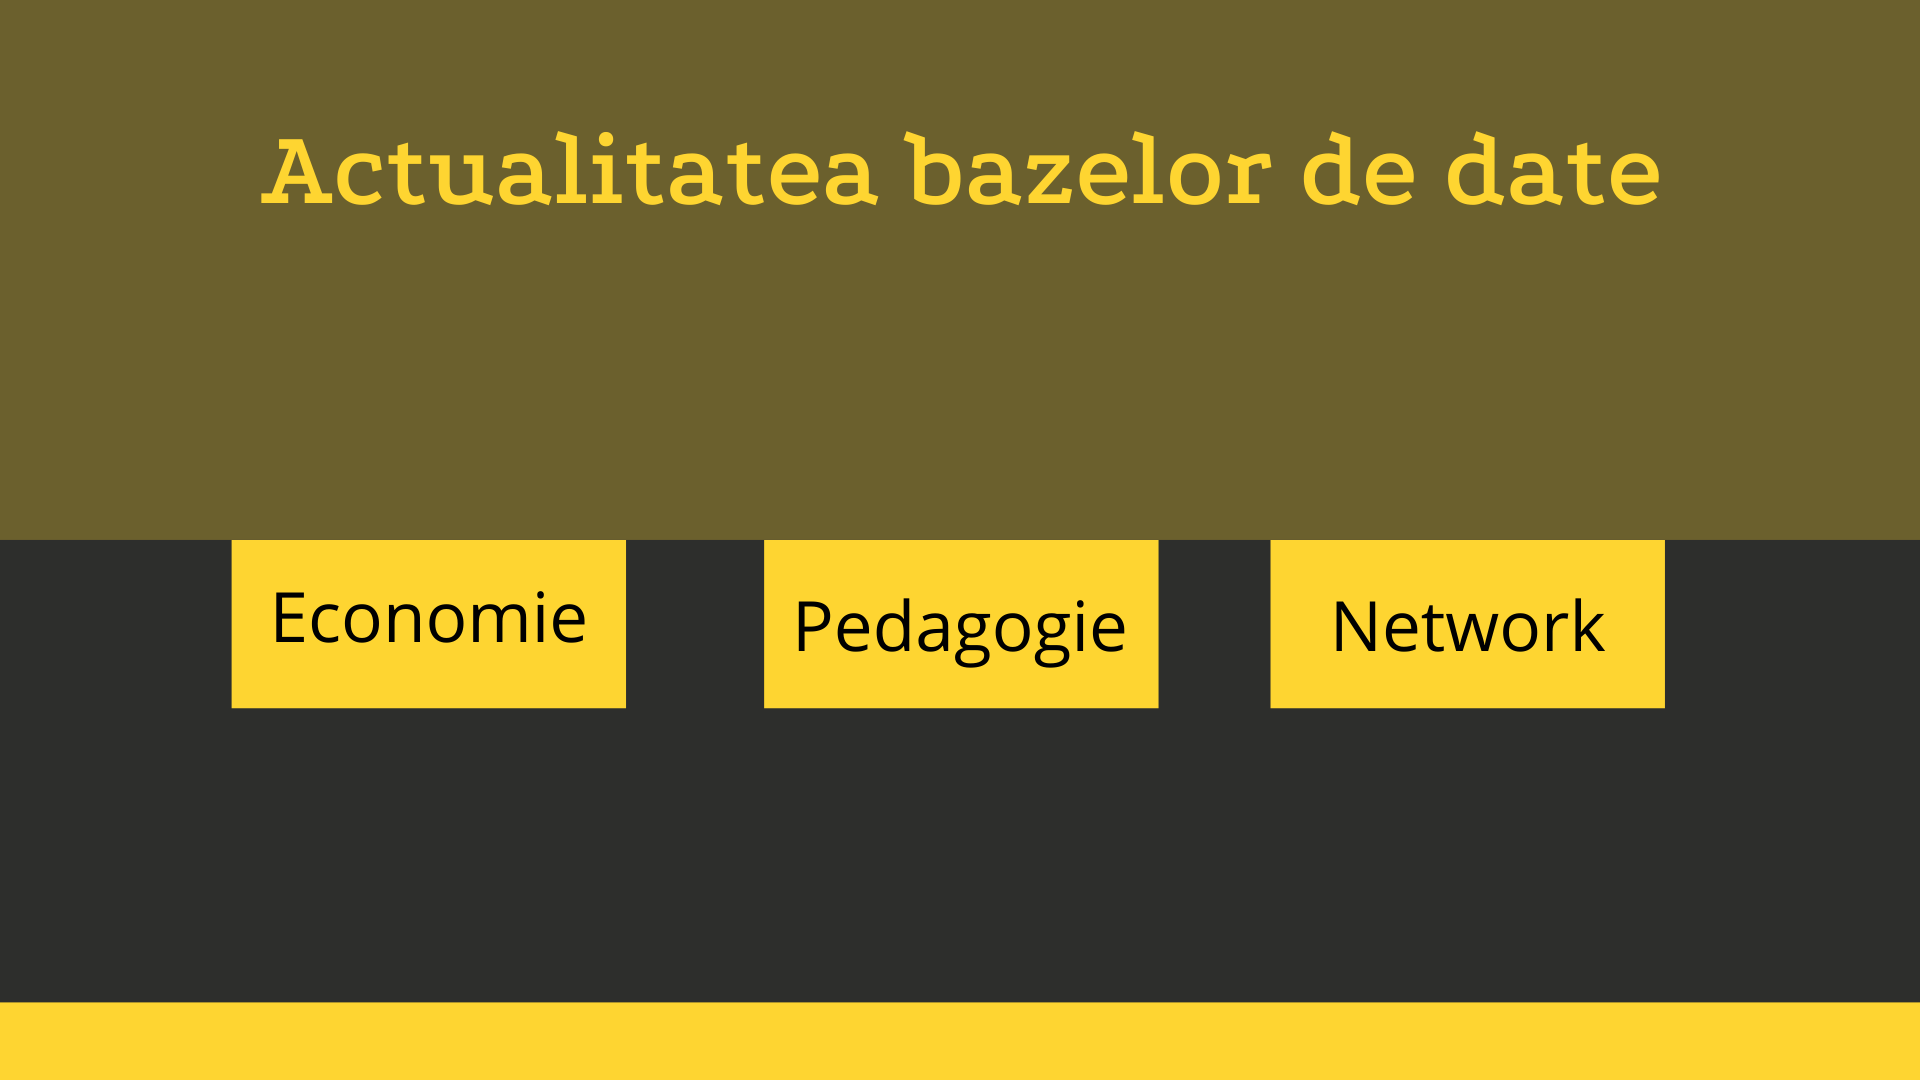 Actualitatea bazelor de date
Economie
Pedagogie
Network